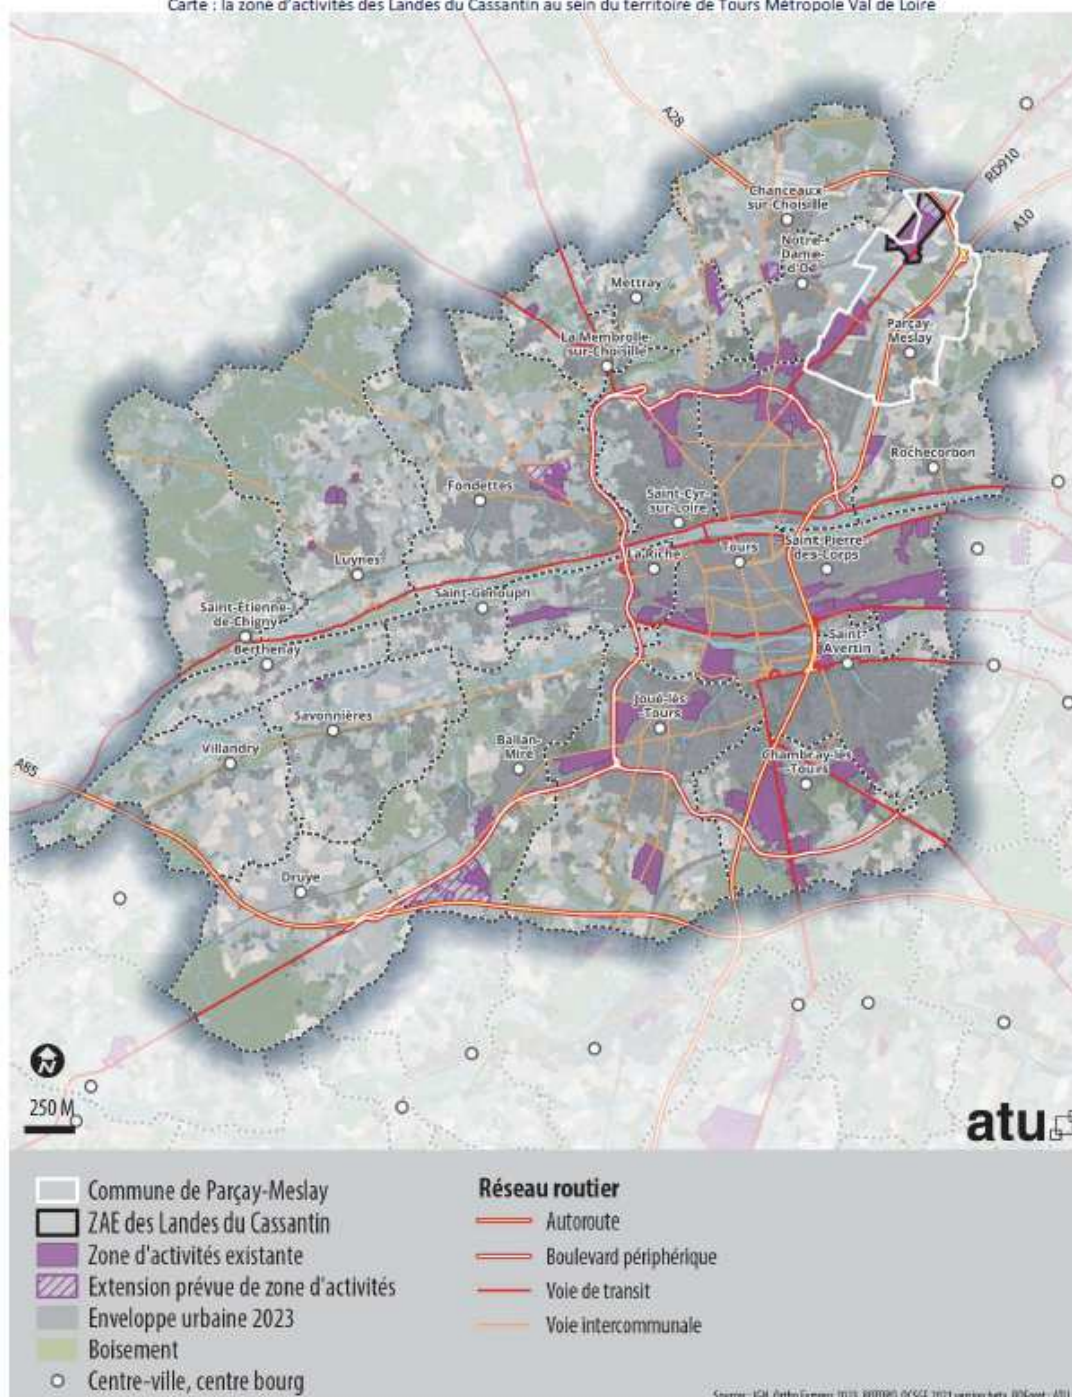 Carte : la zone d'activités des Landes du Cassantin au sein du territoire de Tours Métropole Val de Loire
A28
RD910
A10
Chanceaux
-sur-Choisille
Notre-
Dame-
d'Oé
Mettray
La Membrolle
-sur-Choisille
Parçay-
Meslay
Rochecorbon
Fondettes
Saint-Cyr-
sur-Loire
La Riche
Tours
Saint-Pierre-
des-Corps
Luynes
Saint-Genouph
Saint-Étienne-
de-Chigny
Berthenay
Saint-
Avertin
Savonnières
Joué-lès
-Tours
Villandry
Ballan-
Miré
Chambray-lès
-Tours
A85
Druye
N
250 M
atu
Commune de Parçay-Meslay
ZAE des Landes du Cassantin
Zone d'activités existante
Extension prévue de zone d'activités
Enveloppe urbaine 2023
Boisement
Centre-ville, centre bourg
Réseau routier
Autoroute
Boulevard périphérique
Voie de transit
Voie intercommunale